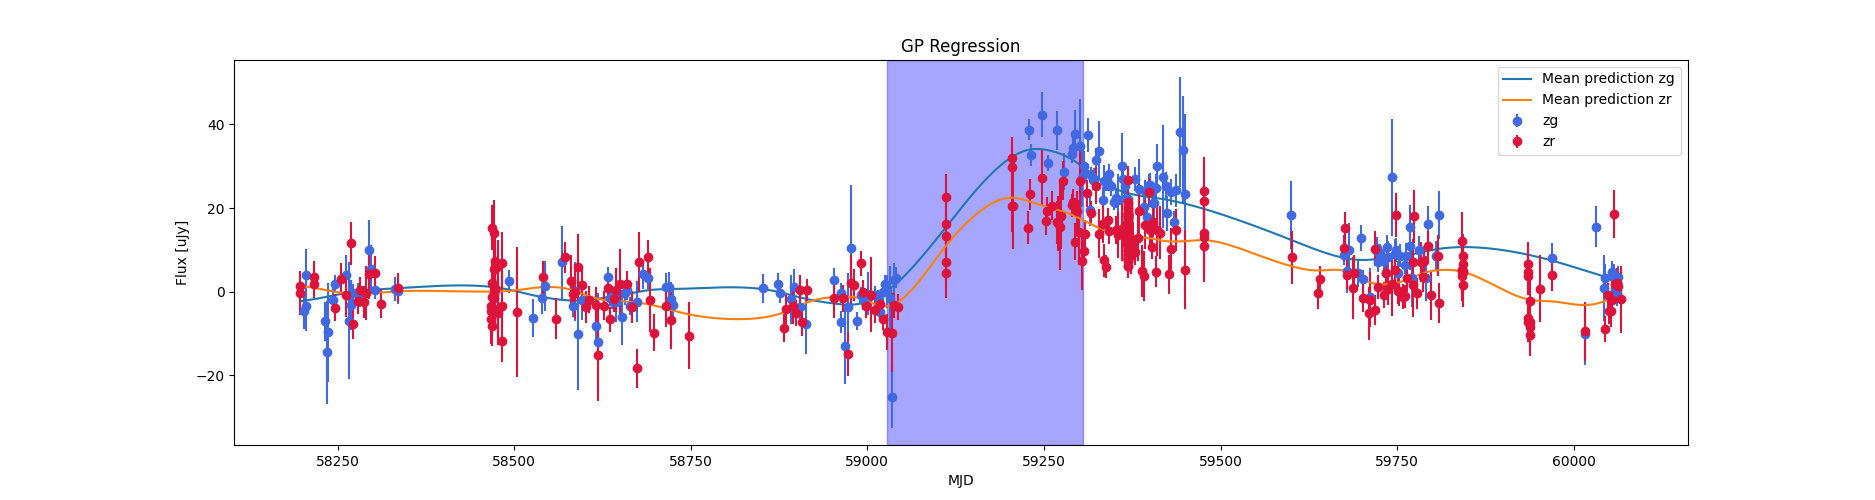 GP Regression
Flux [uJy]
40
20
0
−20
58250 58500 58750 59000 59250 59500 59750 60000
MJD
Mean prediction zg
Mean prediction zr
zg
zr